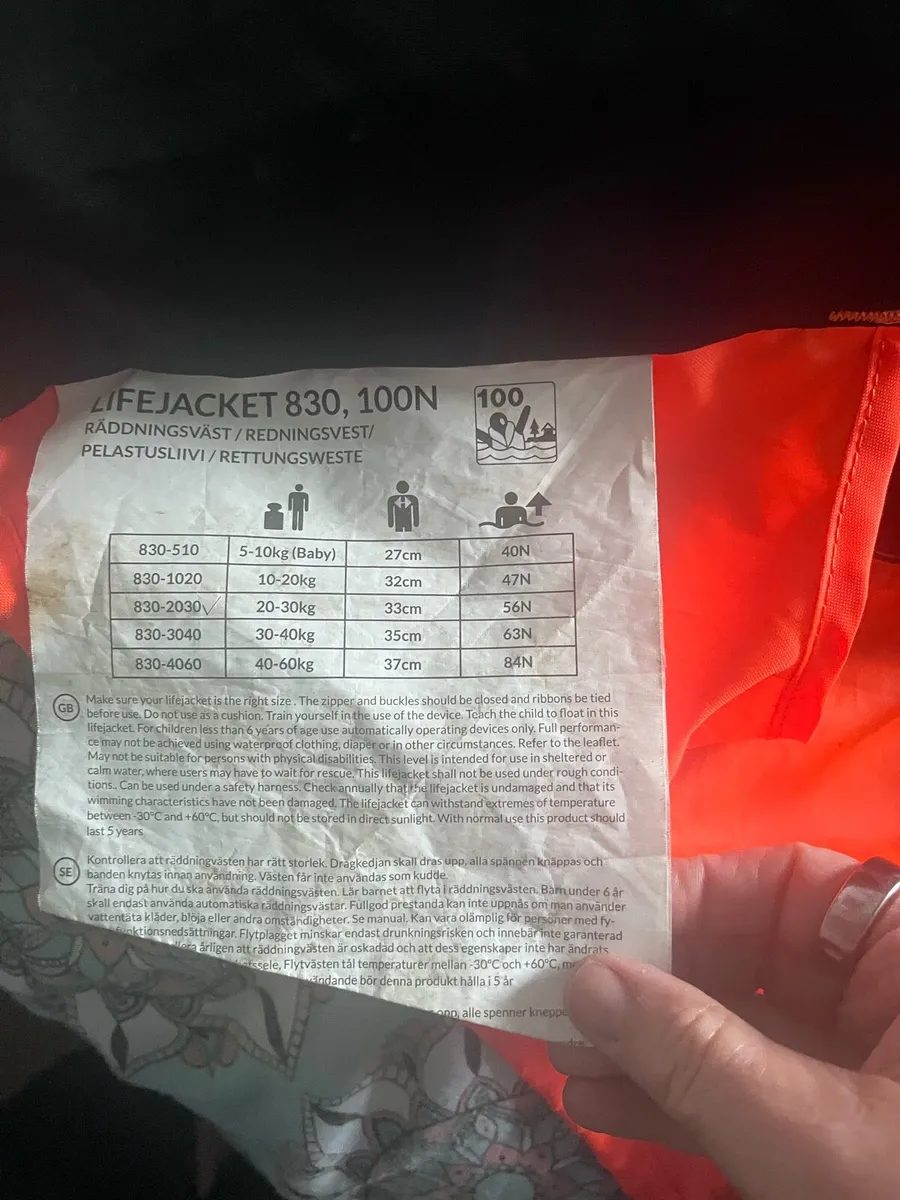 LIFEJACKET 830, 100N
100
RÄDDNINGSVÄST / REDNINGSVEST/
PELASTUSLIIVI / RETTUNGSWESTE
830-510 5-10kg (Baby) 27cm 40N
830-1020 10-20kg 32cm 47N
830-2030✓ 20-30kg 33cm 56N
830-3040 30-40kg 35cm 63N
830-4060 40-60kg 37cm 84N
GB
Make sure your lifejacket is the right size . The zipper and buckles should be closed and ribbons be tied
before use. Do not use as a cushion. Train yourself in the use of the device. Teach the child to float in this
lifejacket. For children less than 6 years of age use automatically operating devices only. Full performan-
ce may not be achieved using waterproof clothing, diaper or in other circumstances. Refer to the leaflet.
May not be suitable for persons with physical disabilities. This level is intended for use in sheltered or
calm water, where users may have to wait for rescue. This lifejacket shall not be used under rough condi-
tions. Can be used under a safety harness. Check annually that the lifejacket is undamaged and that its
wimming characteristics have not been damaged. The lifejacket can withstand extremes of temperature
between -30°C and +60°C, but should not be stored in direct sunlight. With normal use this product should
last 5 years
SE
Kontrollera att räddningvästen har rätt storlek. Dragkedjan skall dras upp, alla spännen knäppas och
banden knytas innan användning. Västen får inte användas som kudde.
Träna dig på hur du ska använda räddningsvästen. Lär barnet att flyta i räddningsvästen. Barn under 6 år
skall endast använda automatiska räddningsvästar. Fullgod prestanda kan inte uppnås om man använder
vattentäta kläder, blöja eller andra omständigheter. Se manual. Kan vara olämplig för personer med fy-
funktionsnedsättningar. Flytplagget minskar endast drunkningsrisken och innebär inte garanterad
årligen att räddningvästen är oskadad och att dess egenskaper inte har ändrats
Flytvästen tål temperaturer mellan -30°C och +60°C,
bör denna produkt hålla i 5 år
alle spenner